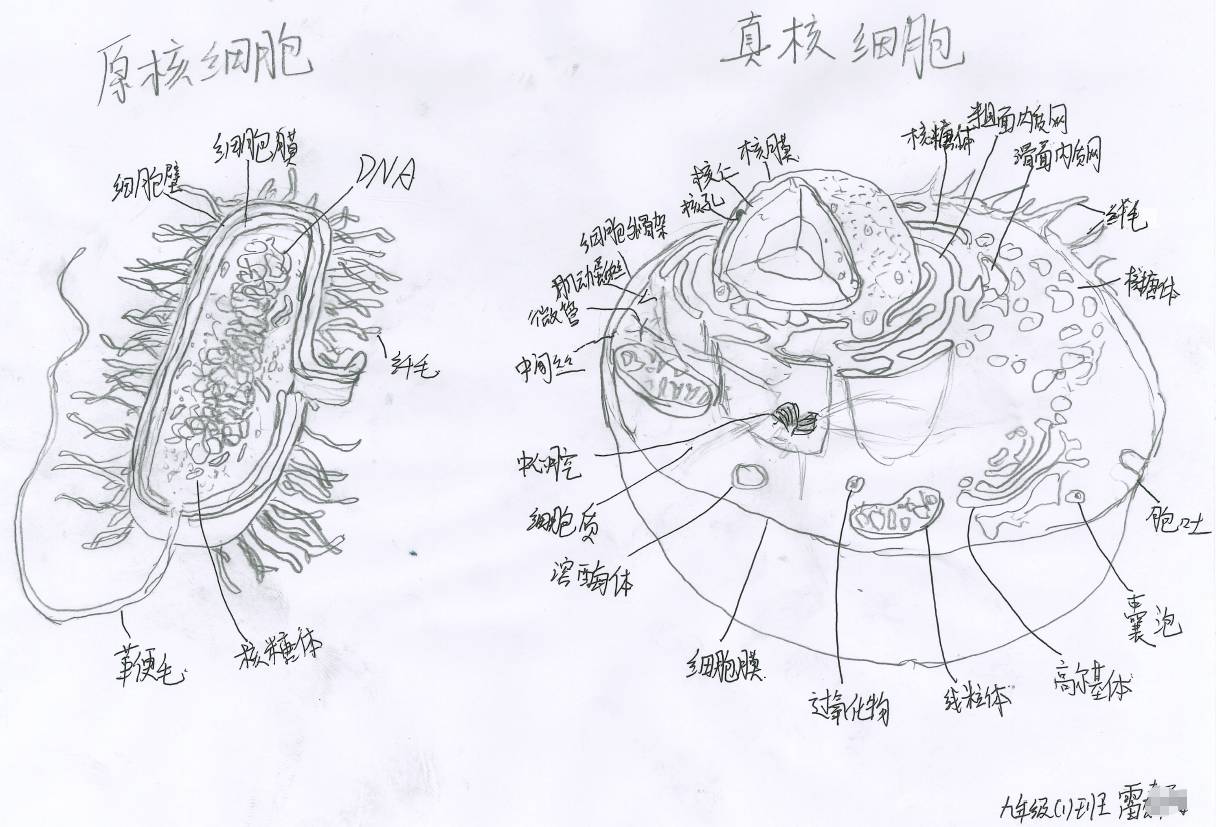 原核细胞
细胞膜
细胞壁
DNA
纤毛
鞭毛
核糖体
真核细胞
粗面内质网
核糖体
滑面内质网
核膜
核仁
核孔
纤毛
细胞骨架
肌动蛋白丝
微管
中间丝
核糖体
中心腔
细胞质
溶酶体
胞吐
囊泡
细胞膜
过氧化物
线粒体
高尔基体
九年级(1)班 雷